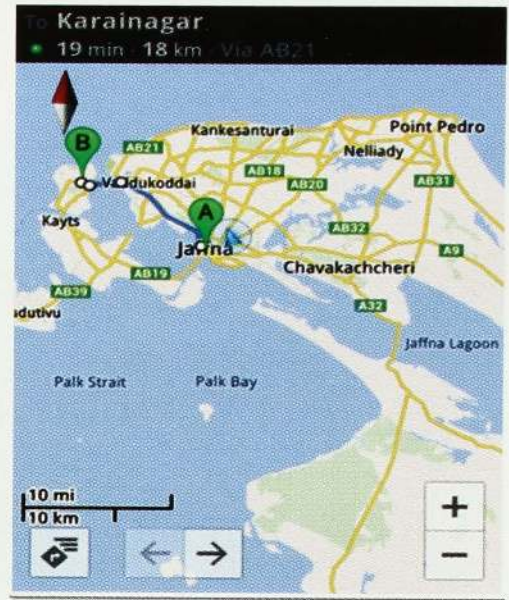 To Karainagar
19 min · 18 km · Via AB21
B
Kankesanturai
Point Pedro
AB21
Nelliady
AB18
AB20
AB31
A
Kayts
AB32
Jaffna
A9
Chavakachcheri
AB19
AB39
A32
Jaffna Lagoon
Palk Strait
Palk Bay
10 mi
10 km
+
−